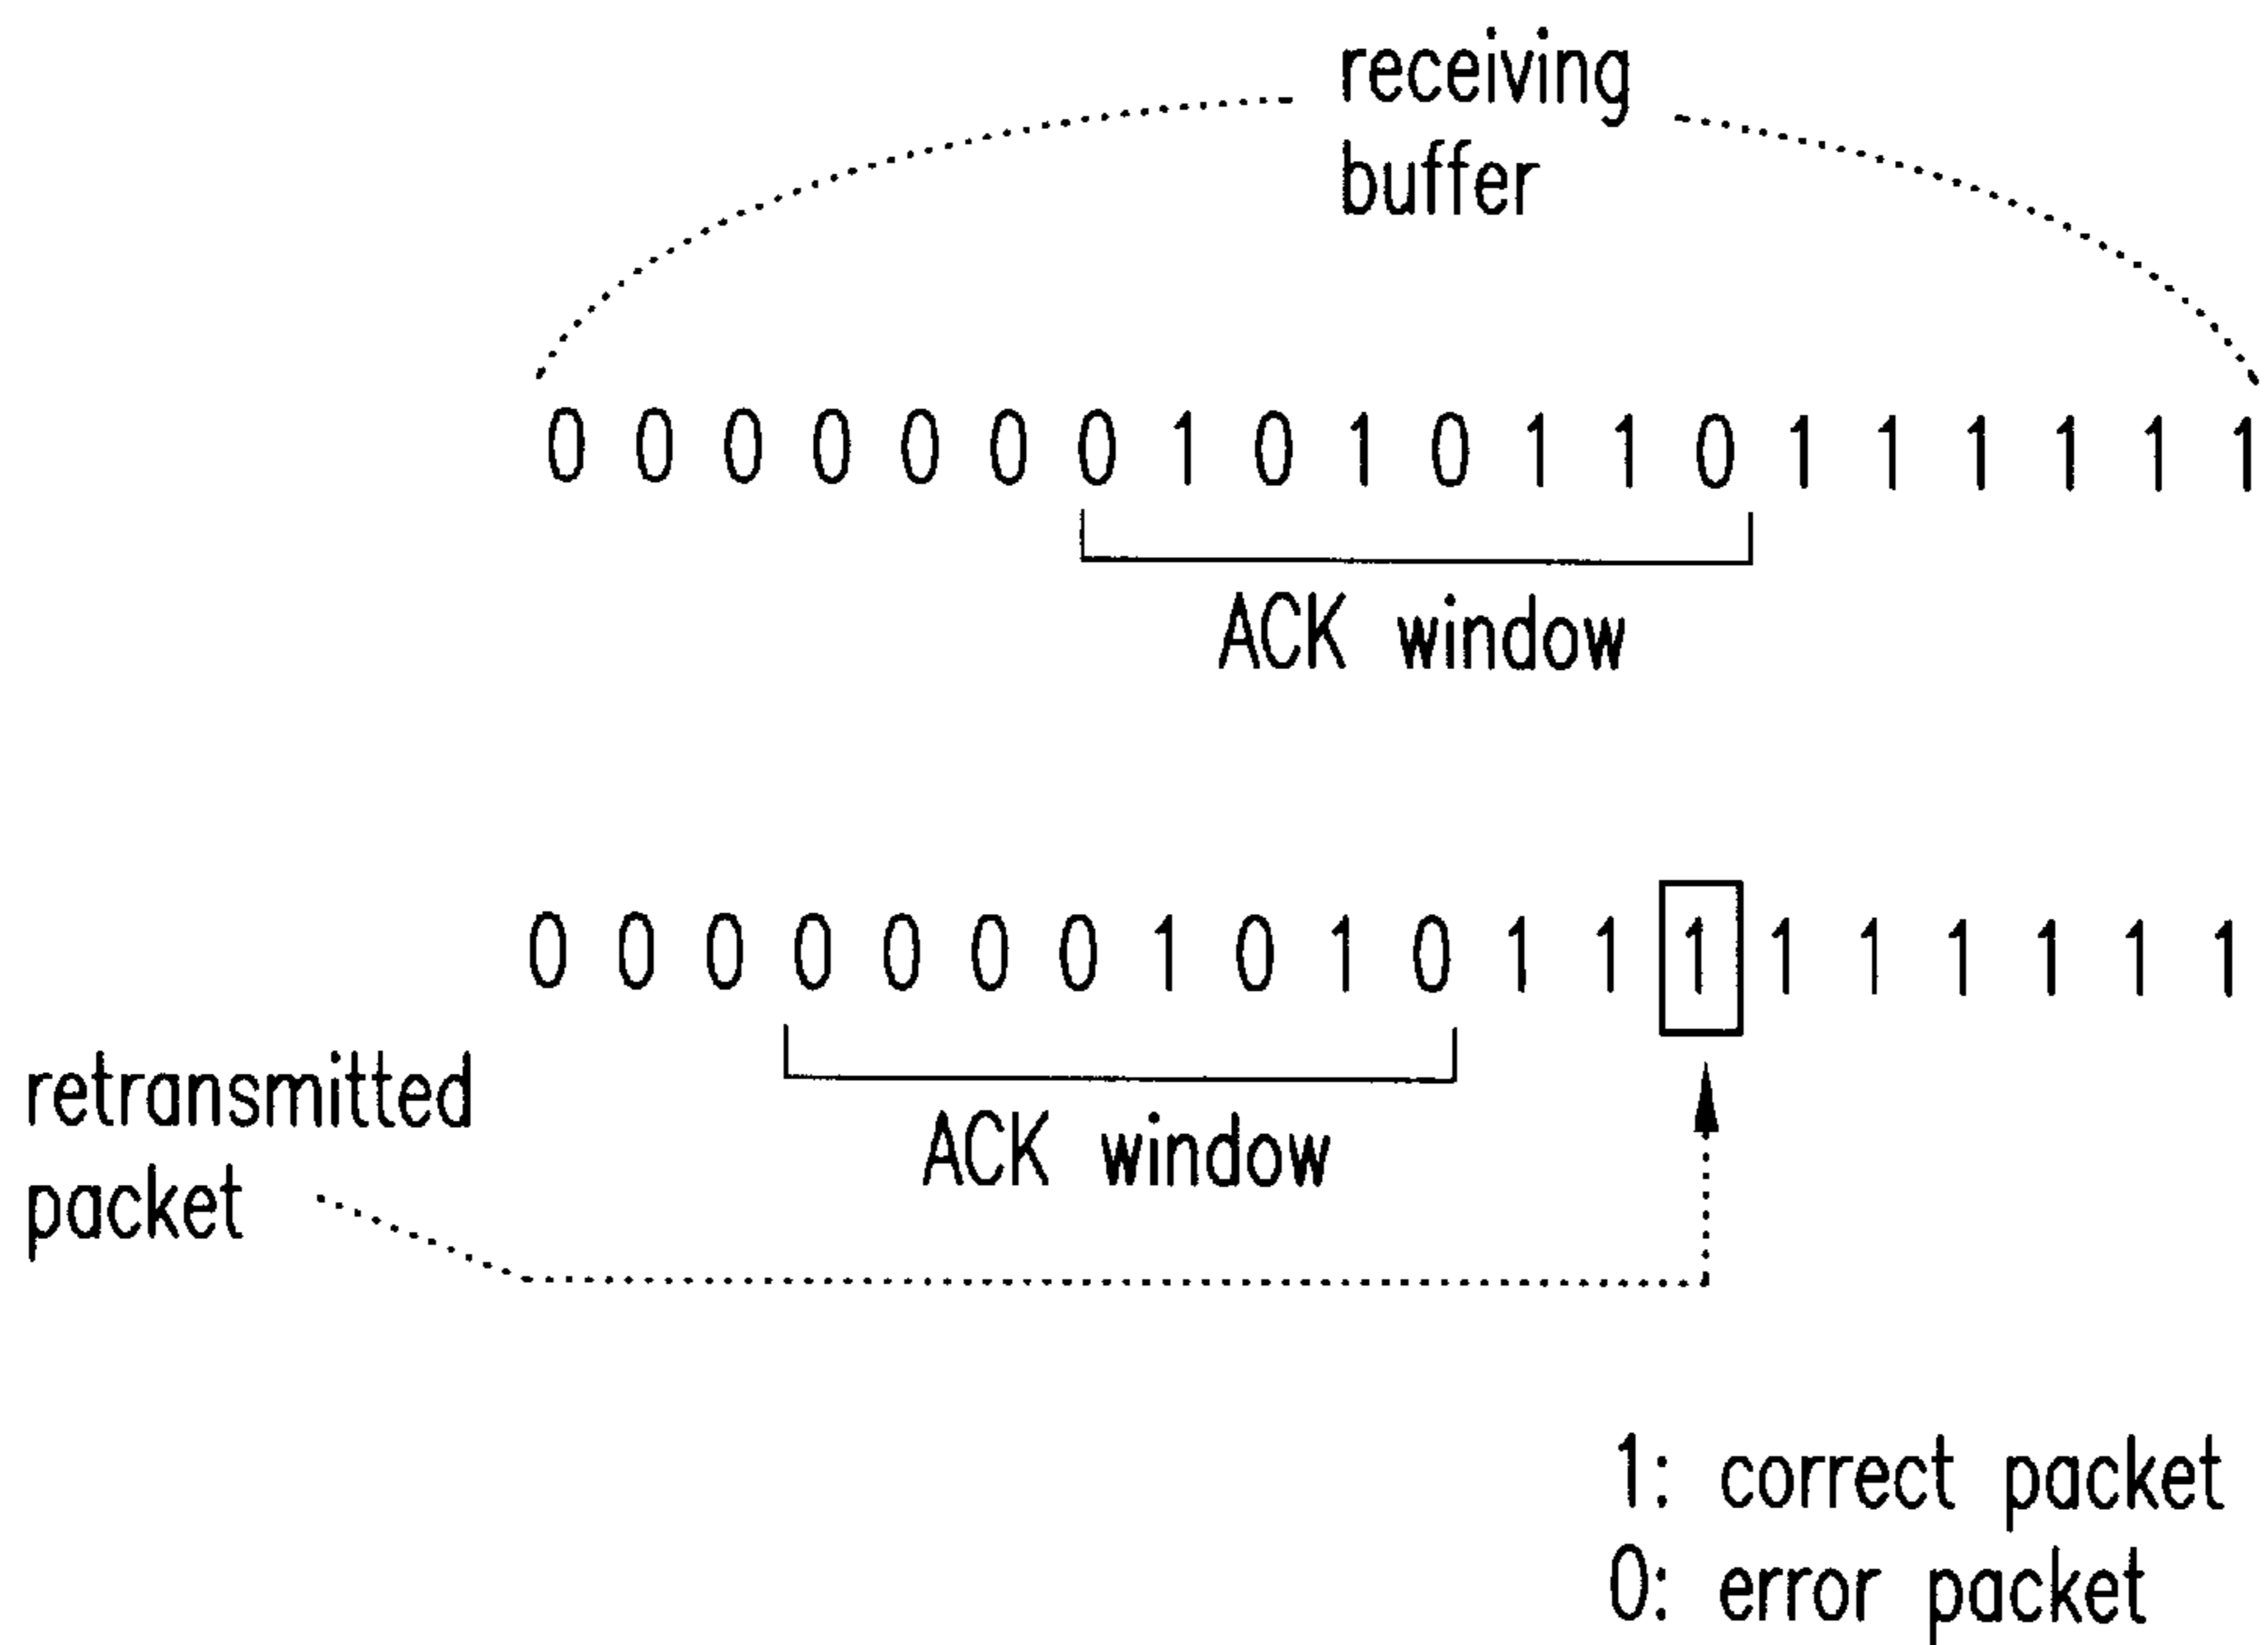 receiving
buffer
0 0 0 0 0 0 0 1 0 1 0 1 1 0 1 1 1 1 1 1
ACK window
0 0 0 0 0 0 0 1 0 1 0 1 1 1 1 1 1 1 1 1
retransmitted
packet
ACK window
1: correct packet
0: error packet